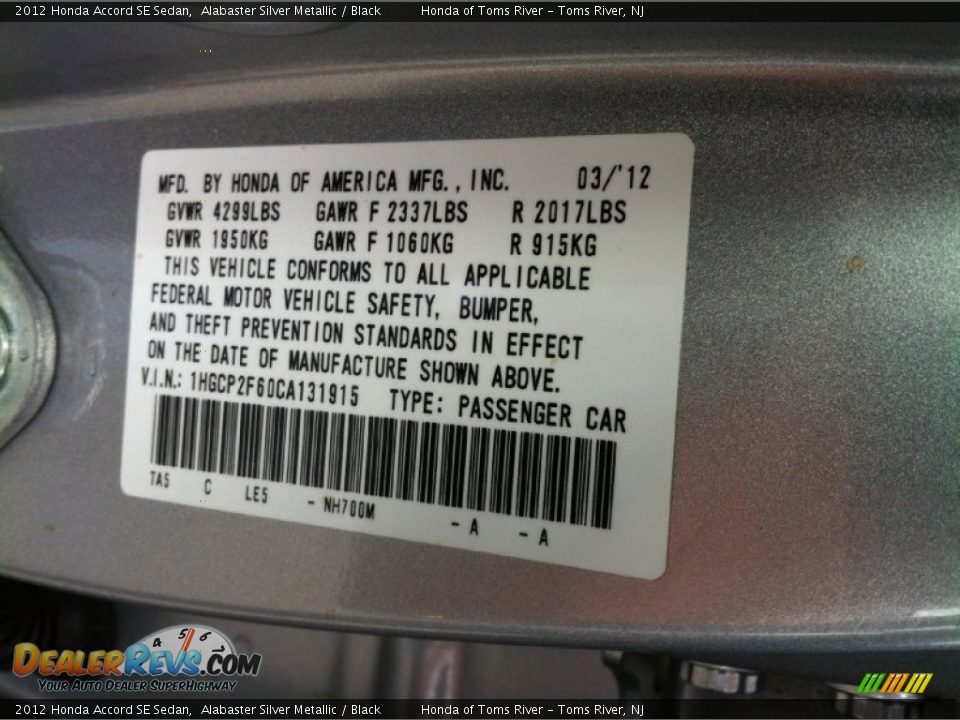 2012 Honda Accord SE Sedan,  Alabaster Silver Metallic / Black  Honda of Toms River - Toms River, NJ
MFD. BY HONDA OF AMERICA MFG., INC.  03/'12
GVWR 4299LBS  GAWR F 2337LBS  R 2017LBS
GVWR 1950KG  GAWR F 1060KG  R 915KG
THIS VEHICLE CONFORMS TO ALL APPLICABLE
FEDERAL MOTOR VEHICLE SAFETY, BUMPER,
AND THEFT PREVENTION STANDARDS IN EFFECT
ON THE DATE OF MANUFACTURE SHOWN ABOVE.
V.I.N.: 1HGCP2F60CA131915  TYPE: PASSENGER CAR
TA5  C  LE5  - NH700M  - A  - A
4 5 6
DealerRevs.com
Your Auto Dealer SuperHighway
2012 Honda Accord SE Sedan,  Alabaster Silver Metallic / Black  Honda of Toms River - Toms River, NJ